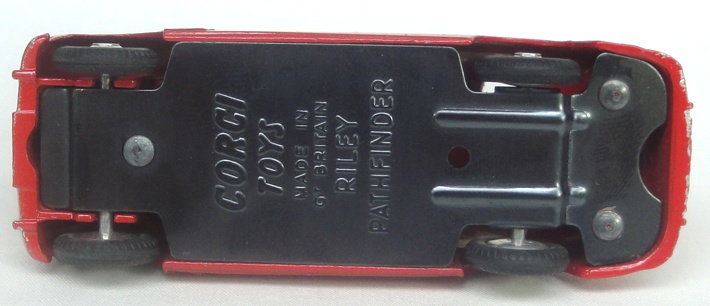 CORGI
TOYS
MADE IN
GT BRITAIN
RILEY
PATHFINDER